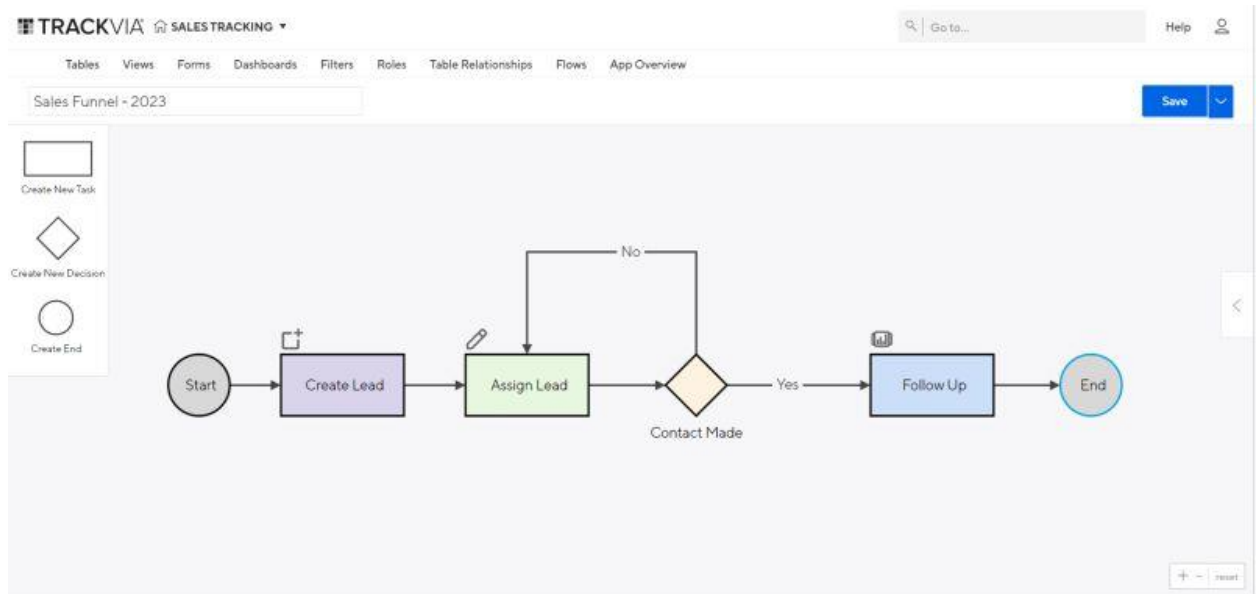 TRACKVIA SALES TRACKING
Go to...
Help
Tables Views Forms Dashboards Filters Roles Table Relationships Flows App Overview
Sales Funnel - 2023
Save
Create New Task
Create New Decision
Create End
No
Start
Create Lead
Assign Lead
Yes
Follow Up
End
Contact Made
+ - reset